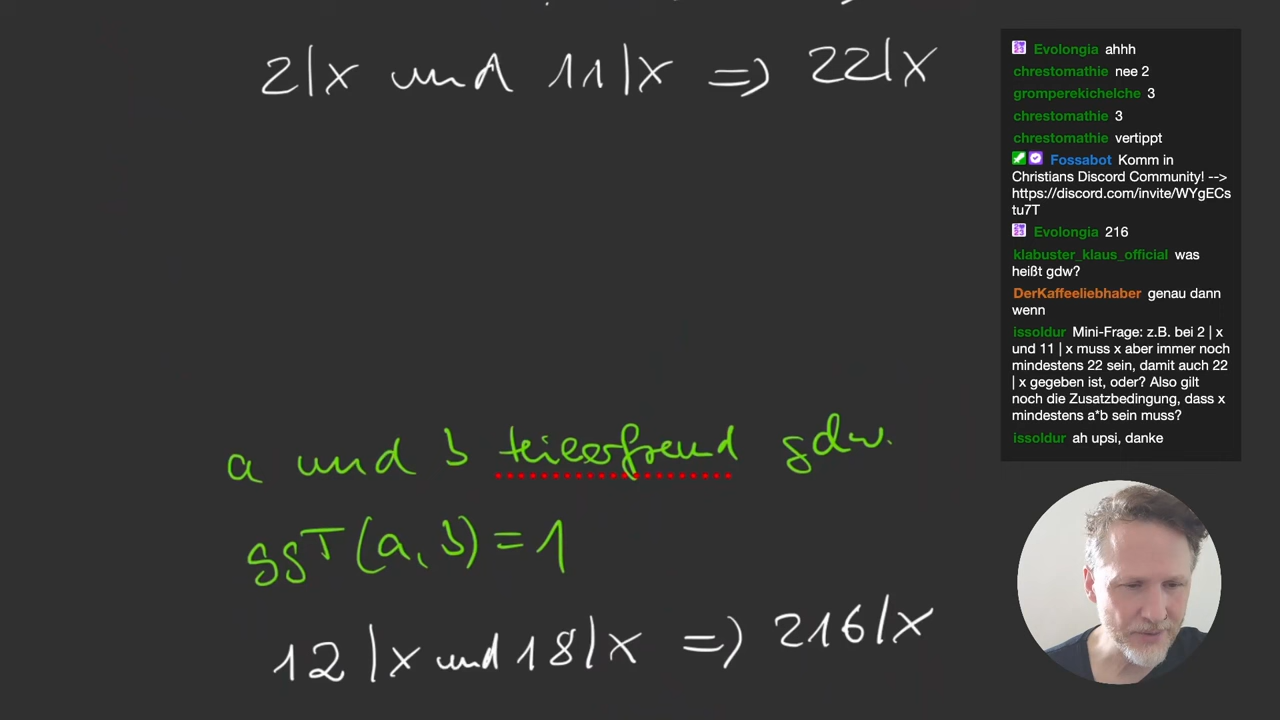 2|x und 11|x => 22|x
a und b teilerfremd gdw.
ggT(a,b)=1
12|x und 18|x => 216|x
Evolongia ahhh
chrestomathie nee 2
gromperekichelche 3
chrestomathie 3
chrestomathie vertippt
Fossabot Komm in
Christians Discord Community! -->
https://discord.com/invite/WYgECs
tu7T
Evolongia 216
klabuster_klaus_official was
heißt gdw?
DerKaffeeliebhaber genau dann
wenn
issoldur Mini-Frage: z.B. bei 2 | x
und 11 | x muss x aber immer noch
mindestens 22 sein, damit auch 22
| x gegeben ist, oder? Also gilt
noch die Zusatzbedingung, dass x
mindestens a*b sein muss?
issoldur ah upsi, danke